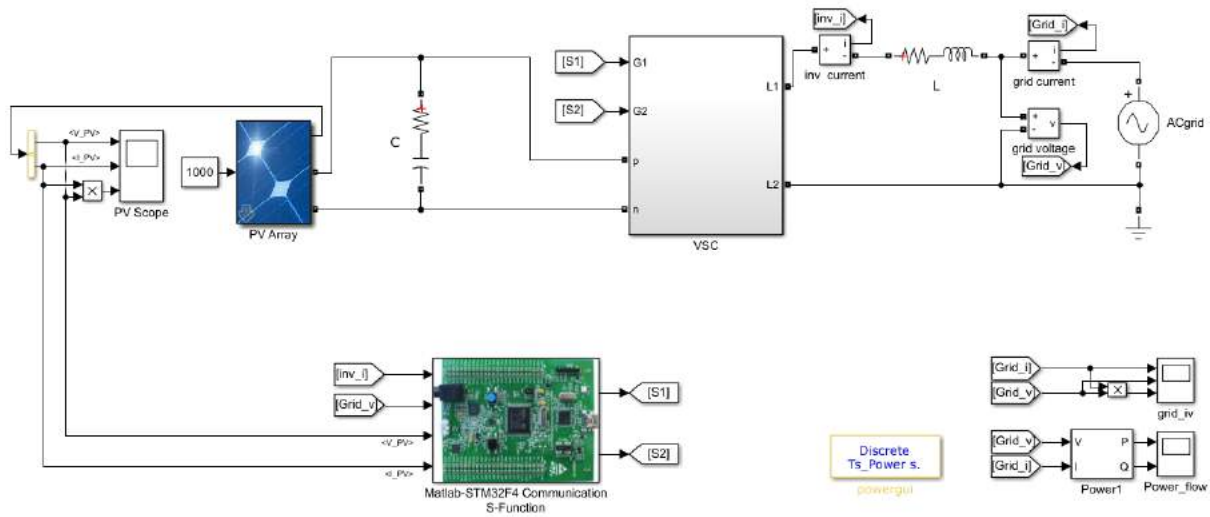 [inv_i]
[Grid_i]
+
i
-
inv_current
L
+
i
-
grid current
[S1]
G1
[S2]
G2
L1
p
n
L2
VSC
+
v
-
grid voltage
[Grid_v]
+
ACgrid
<V_PV>
<I_PV>
×
PV Scope
1000
PV Array
C
[inv_i]
[Grid_v]
<V_PV>
<I_PV>
[S1]
[S2]
Matlab-STM32F4 Communication
S-Function
Discrete
Ts_Power s.
powergui
[Grid_i]
[Grid_v]
×
grid_iv
[Grid_v]
[Grid_i]
V
I
P
Q
Power1
Power_flow